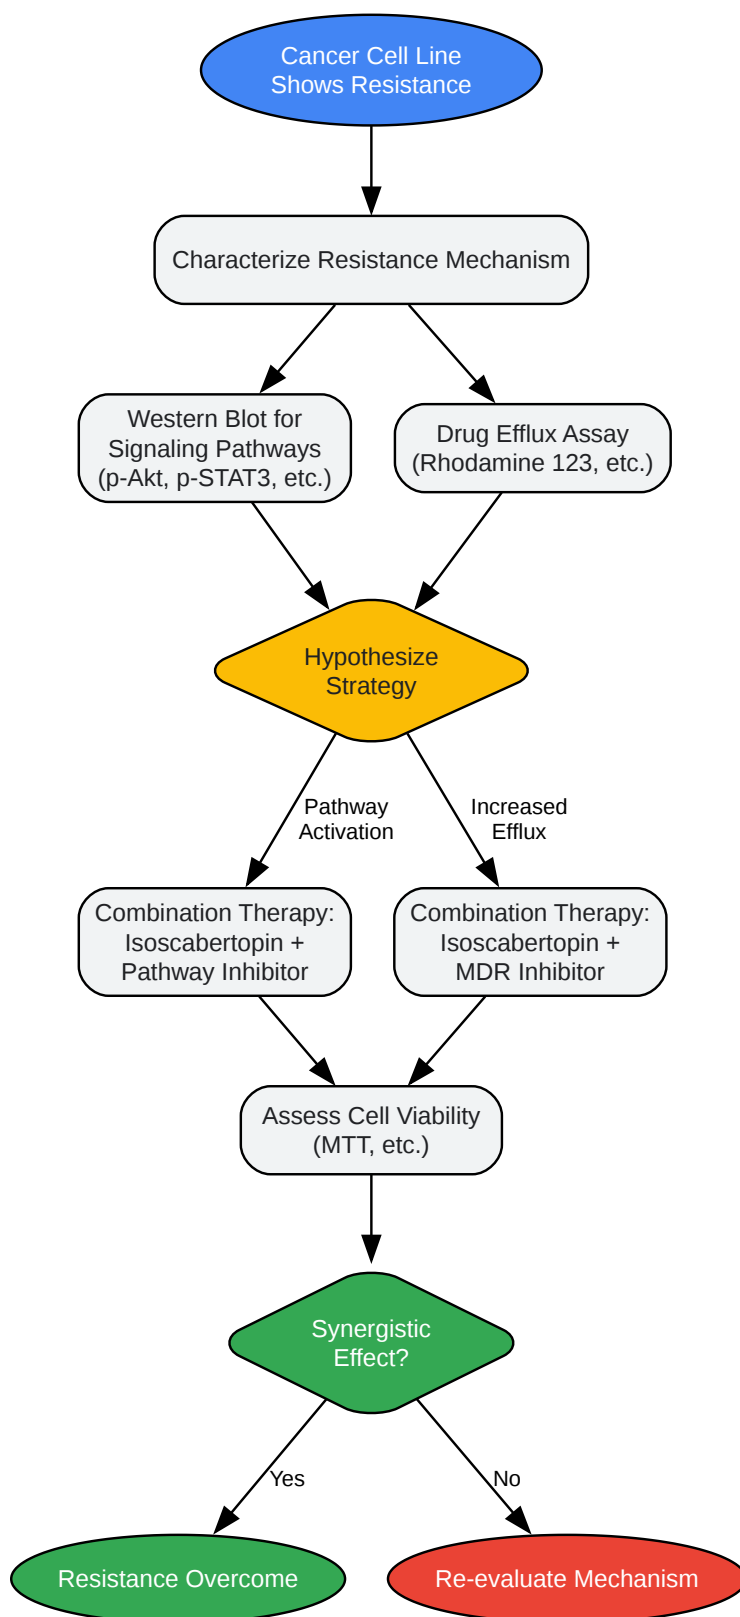 Cancer Cell Line
Shows Resistance
Characterize Resistance Mechanism
Western Blot for
Signaling Pathways
(p-Akt, p-STAT3, etc.)
Drug Efflux Assay
(Rhodamine 123, etc.)
Hypothesize
Strategy
Pathway
Activation
Increased
Efflux
Combination Therapy:
Isoscabertopin +
Pathway Inhibitor
Combination Therapy:
Isoscabertopin +
MDR Inhibitor
Assess Cell Viability
(MTT, etc.)
Synergistic
Effect?
Yes
No
Resistance Overcome
Re-evaluate Mechanism